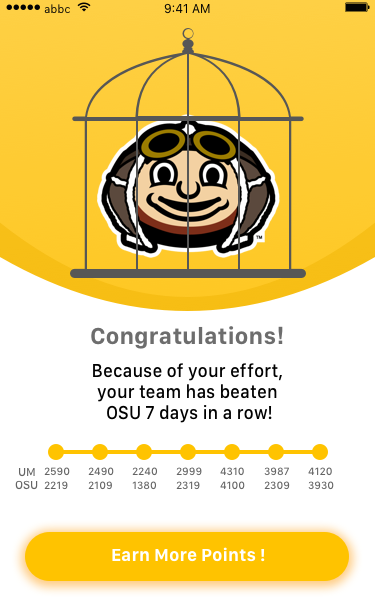 abbc 9:41 AM
™
Congratulations!
Because of your effort,
your team has beaten
OSU 7 days in a row!
UM 2590 2490 2240 2999 4310 3987 4120
OSU 2219 2109 1380 2319 4100 2309 3930
Earn More Points !